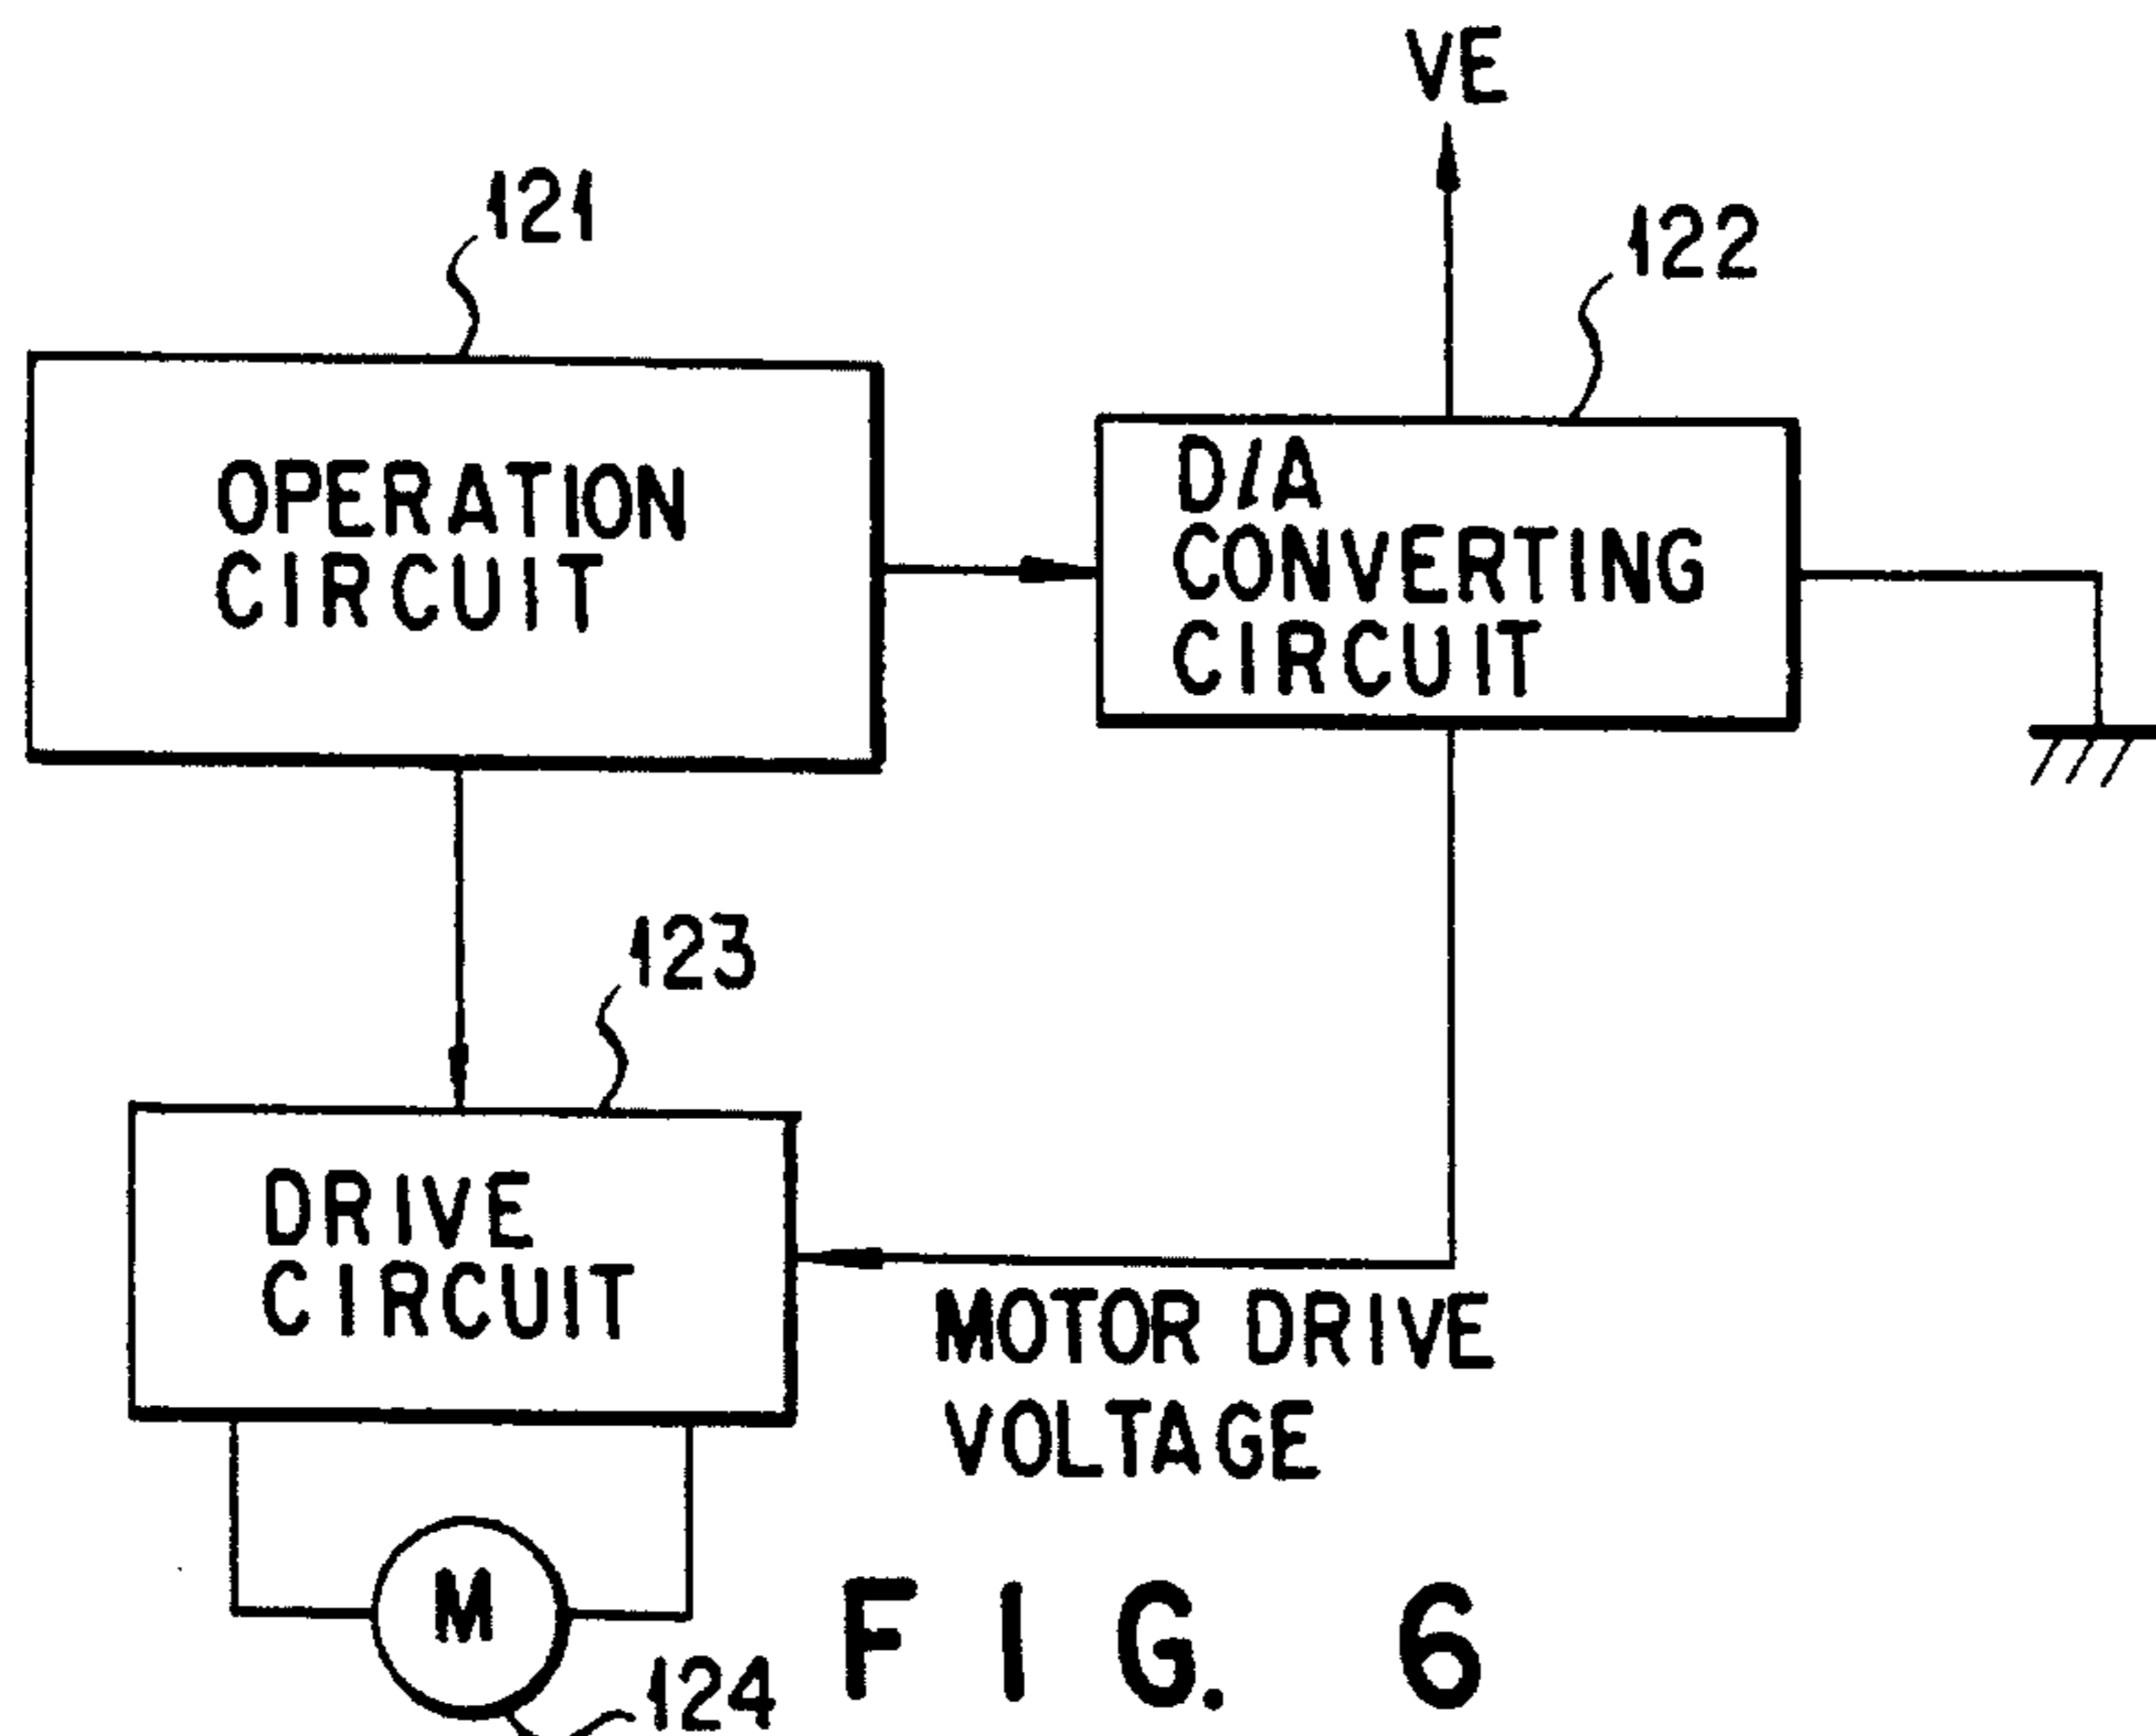 VE
121
122
OPERATION
CIRCUIT
D/A
CONVERTING
CIRCUIT
123
DRIVE
CIRCUIT
MOTOR DRIVE
VOLTAGE
M
124
FIG. 6